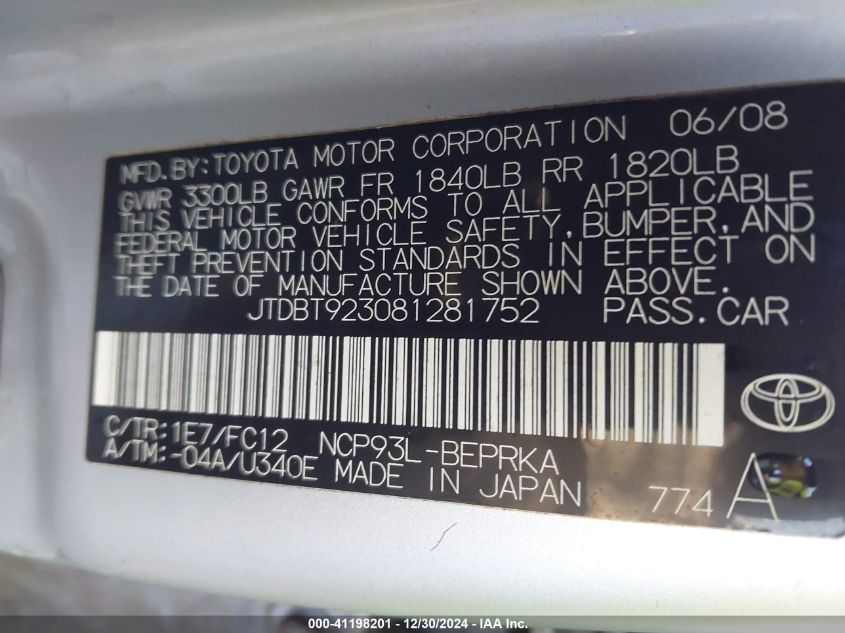 MFD.BY:TOYOTA MOTOR CORPORATION 06/08
GVWR 3300LB GAWR FR 1840LB RR 1820LB
THIS VEHICLE CONFORMS TO ALL APPLICABLE
FEDERAL MOTOR VEHICLE SAFETY,BUMPER,AND
THEFT PREVENTION STANDARDS IN EFFECT ON
THE DATE OF MANUFACTURE SHOWN ABOVE.
JTDBT923081281752 PASS.CAR
C/TR:1E7/FC12 NCP93L-BEPRKA
A/TM:-04A/U340E MADE IN JAPAN 774 A
000-41198201 - 12/30/2024 - IAA Inc.